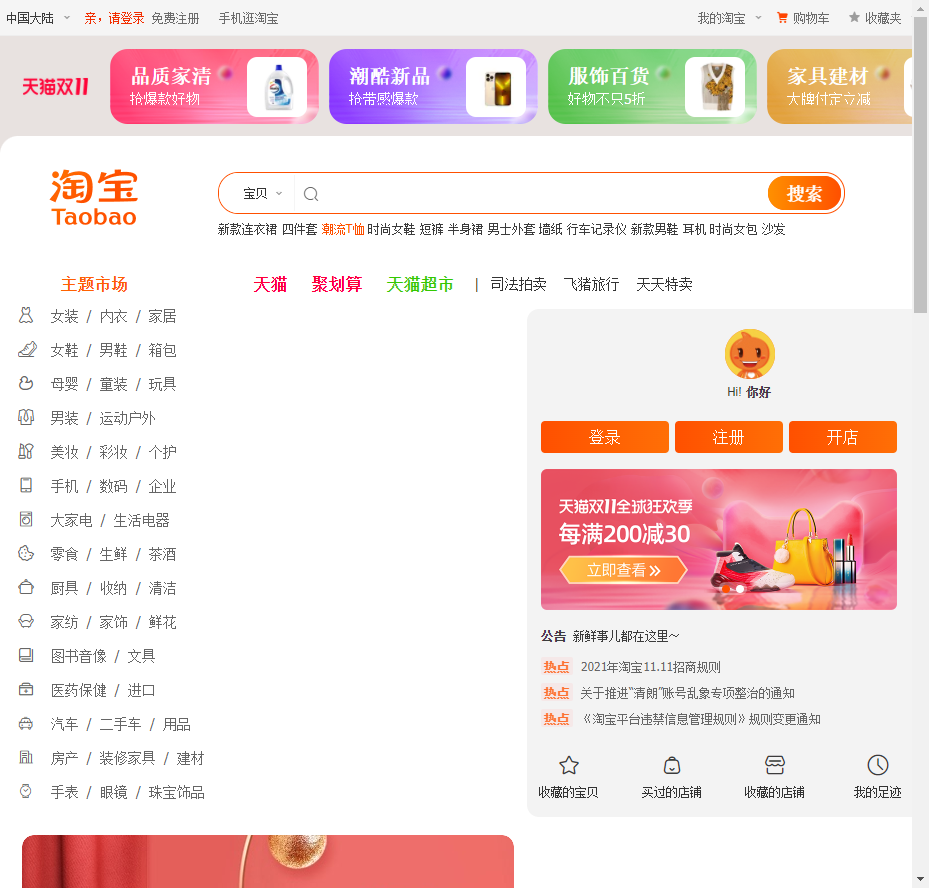 中国大陆 亲，请登录 免费注册 手机逛淘宝 我的淘宝 购物车 收藏夹
天猫双11
品质家清 潮酷新品 服饰百货 家具建材
抢爆款好物 抢带感爆款 好物不只5折 大牌付定立减
淘宝
Taobao
宝贝 搜索
新款连衣裙 四件套 潮流T恤 时尚女鞋 短裤 半身裙 男士外套 墙纸 行车记录仪 新款男鞋 耳机 时尚女包 沙发
主题市场 天猫 聚划算 天猫超市 | 司法拍卖 飞猪旅行 天天特卖
女装 / 内衣 / 家居
女鞋 / 男鞋 / 箱包
母婴 / 童装 / 玩具
男装 / 运动户外
美妆 / 彩妆 / 个护
手机 / 数码 / 企业
大家电 / 生活电器
零食 / 生鲜 / 茶酒
厨具 / 收纳 / 清洁
家纺 / 家饰 / 鲜花
图书音像 / 文具
医药保健 / 进口
汽车 / 二手车 / 用品
房产 / 装修家具 / 建材
手表 / 眼镜 / 珠宝饰品
Hi! 你好
登录 注册 开店
天猫双11全球狂欢季
每满200减30
立即查看
公告 新鲜事儿都在这里~
热点 2021年淘宝11.11招商规则
热点 关于推进“清朗”账号乱象专项整治的通知
热点 《淘宝平台违禁信息管理规则》规则变更通知
收藏的宝贝 买过的店铺 收藏的店铺 我的足迹